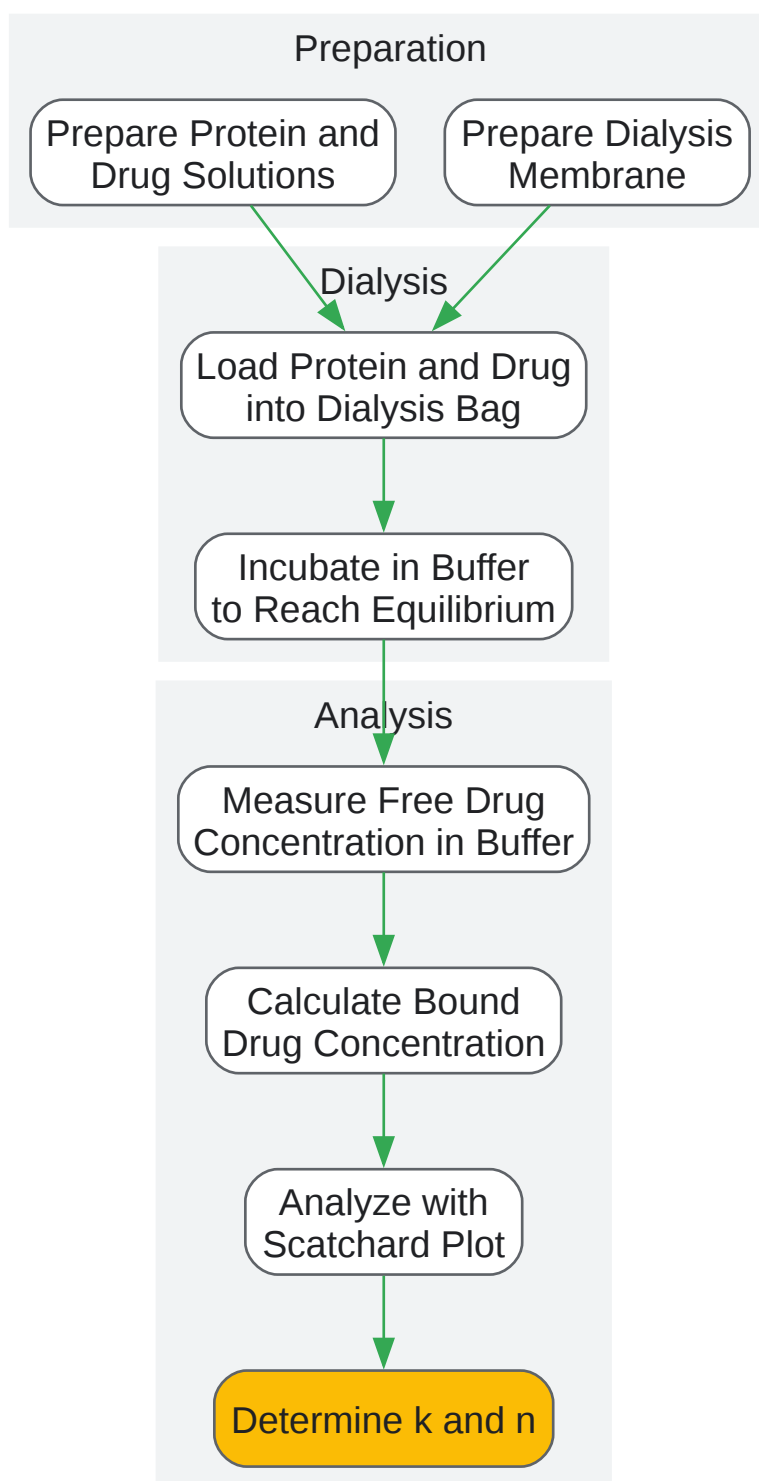 Preparation
Prepare Protein and
Drug Solutions
Prepare Dialysis
Membrane
Dialysis
Load Protein and Drug
into Dialysis Bag
Incubate in Buffer
to Reach Equilibrium
Analysis
Measure Free Drug
Concentration in Buffer
Calculate Bound
Drug Concentration
Analyze with
Scatchard Plot
Determine k and n